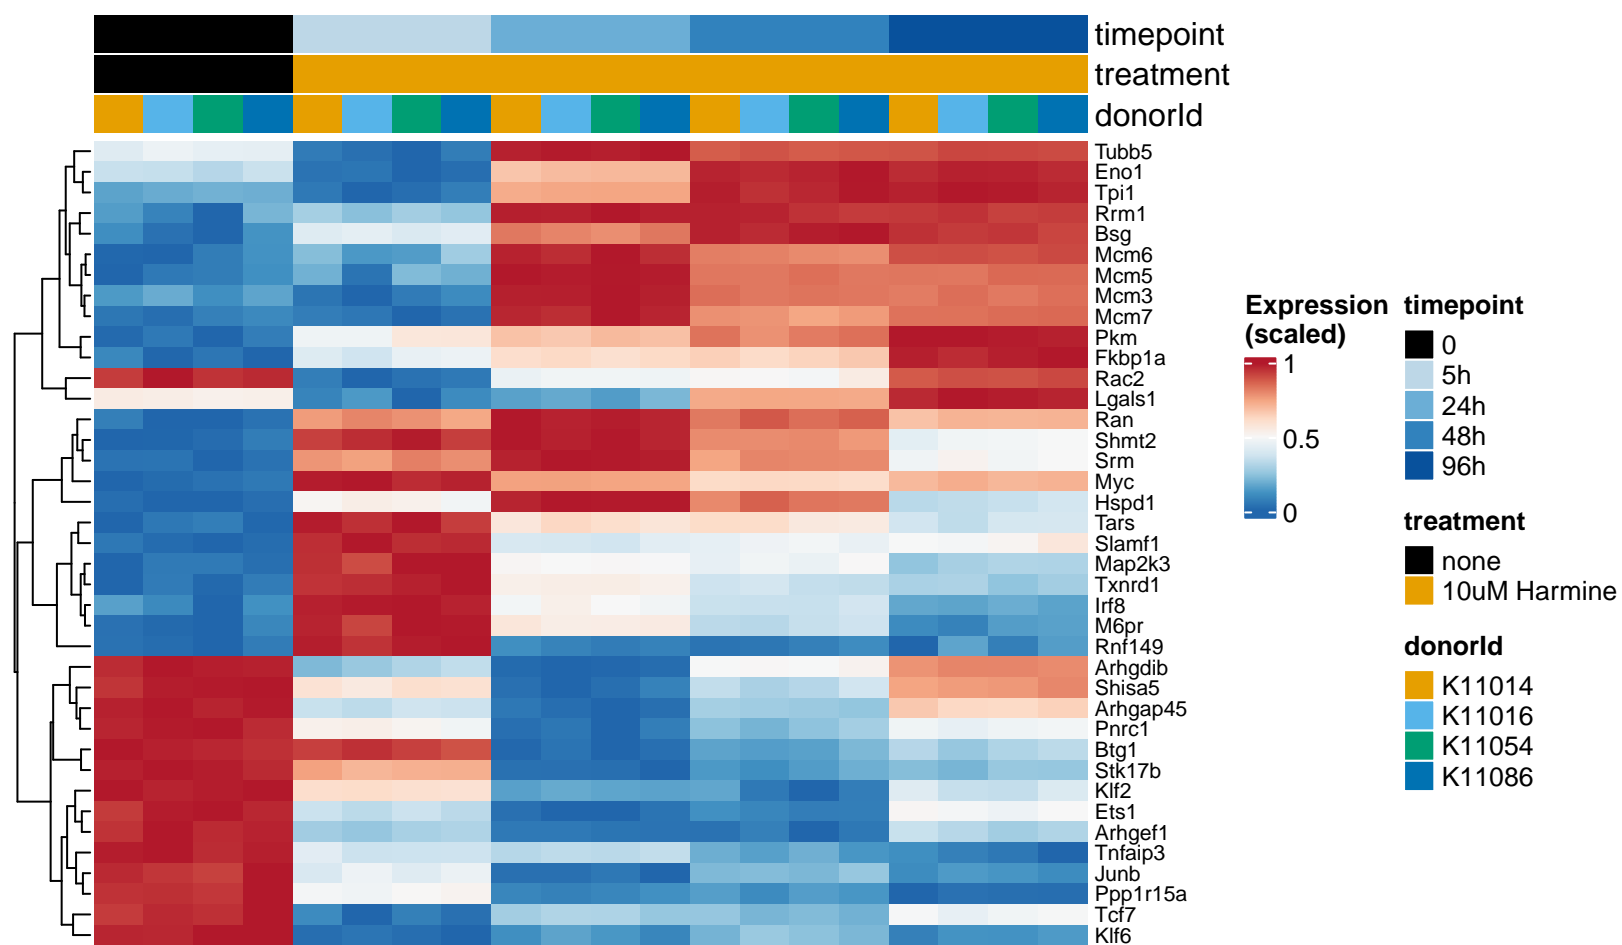 timepoint
treatment
donorId
Tubb5
Eno1
Tpi1
Rrm1
Bsg
Mcm6
Mcm5
Mcm3
Mcm7
Pkm
Fkbp1a
Rac2
Lgals1
Ran
Shmt2
Srm
Myc
Hspd1
Tars
Slamf1
Map2k3
Txnrd1
Irf8
M6pr
Rnf149
Arhgdib
Shisa5
Arhgap45
Pnrc1
Btg1
Stk17b
Klf2
Ets1
Arhgef1
Tnfaip3
Junb
Ppp1r15a
Tcf7
Klf6
Expression
(scaled)
1
0.5
0
timepoint
0
5h
24h
48h
96h
treatment
none
10uM Harmine
donorId
K11014
K11016
K11054
K11086